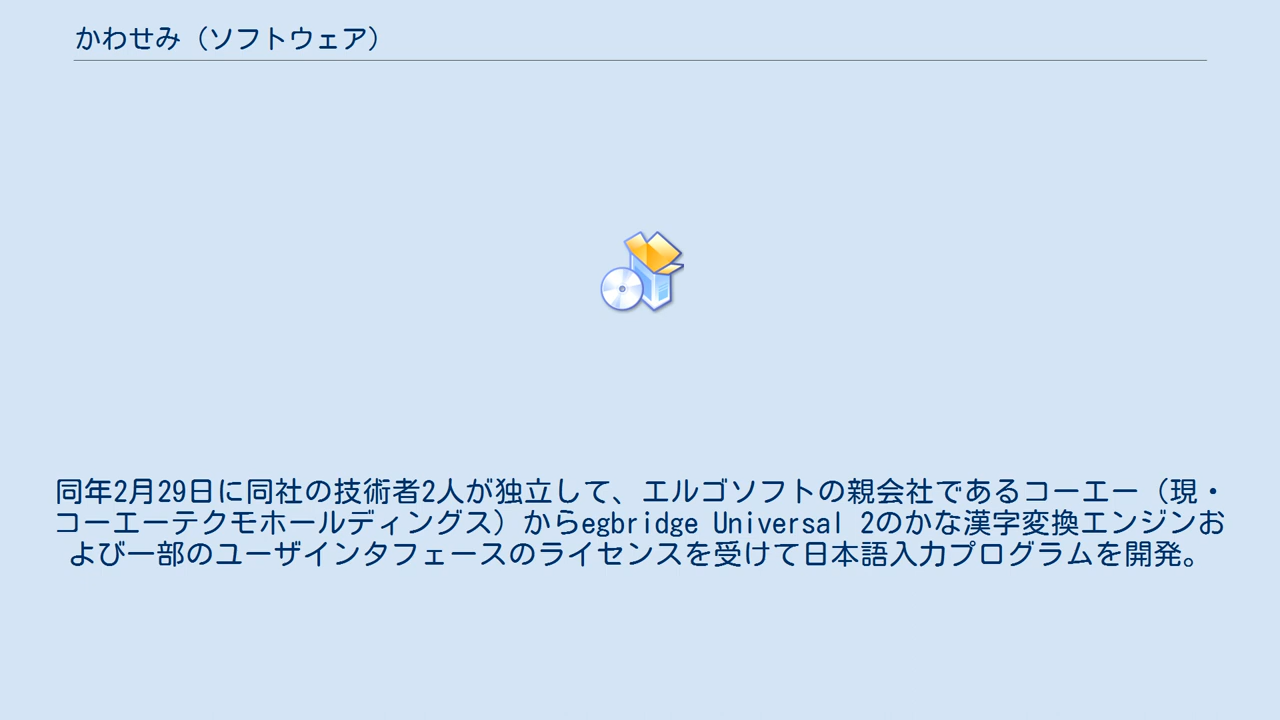 かわせみ（ソフトウェア）
同年2月29日に同社の技術者2人が独立して、エルゴソフトの親会社であるコーエー（現・
コーエーテクモホールディングス）からegbridge Universal 2のかな漢字変換エンジンお
よび一部のユーザインタフェースのライセンスを受けて日本語入力プログラムを開発。